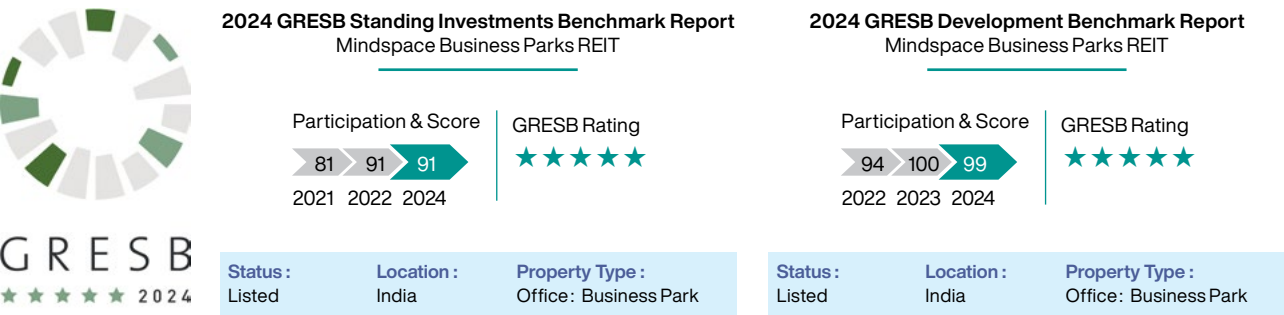 GRESB
★★★★★ 2024
2024 GRESB Standing Investments Benchmark Report
Mindspace Business Parks REIT
Participation & Score
81 91 91
2021 2022 2024
GRESB Rating
★★★★★
Status :
Listed
Location :
India
Property Type :
Office: Business Park
2024 GRESB Development Benchmark Report
Mindspace Business Parks REIT
Participation & Score
94 100 99
2022 2023 2024
GRESB Rating
★★★★★
Status :
Listed
Location :
India
Property Type :
Office: Business Park